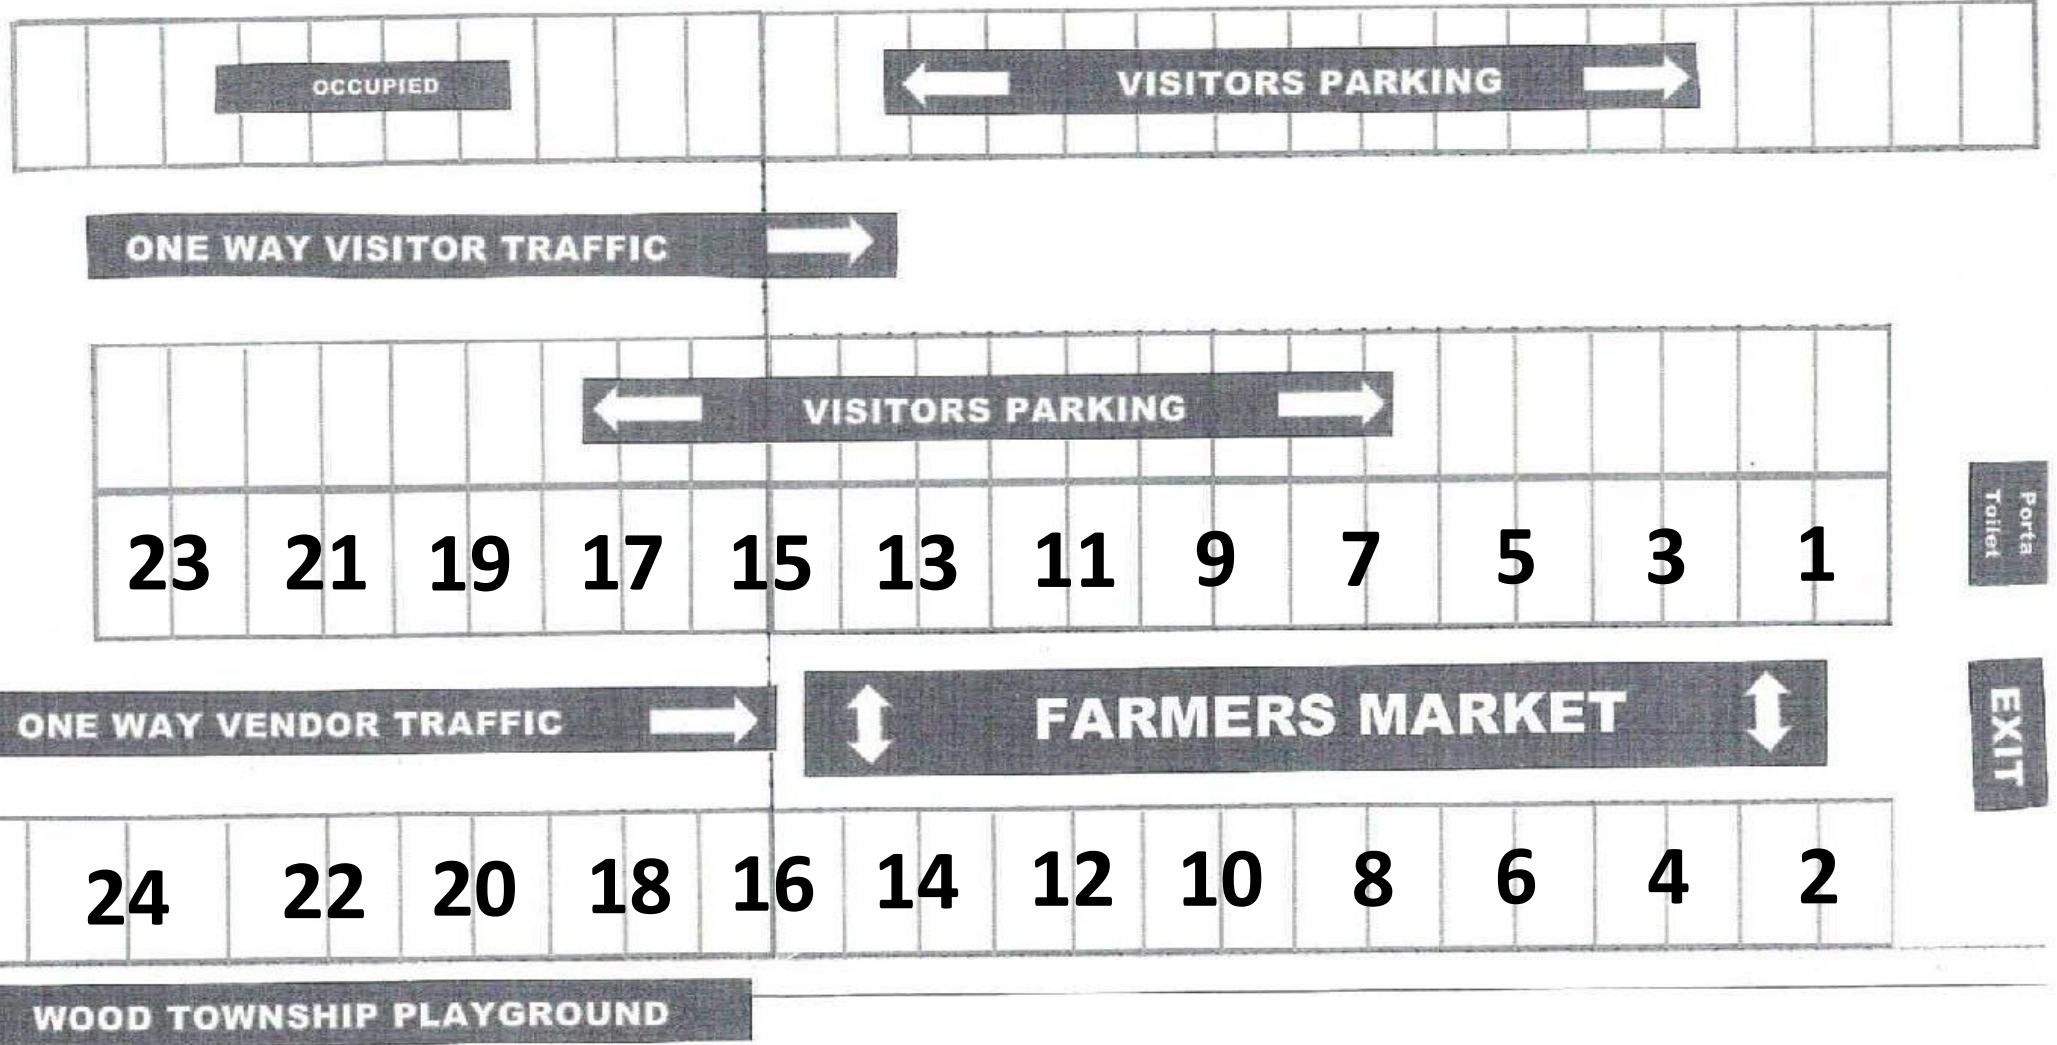 OCCUPIED
VISITORS PARKING
ONE WAY VISITOR TRAFFIC
VISITORS PARKING
23 21 19 17 15 13 11 9 7 5 3 1
Porta
Toilet
ONE WAY VENDOR TRAFFIC
FARMERS MARKET
EXIT
24 22 20 18 16 14 12 10 8 6 4 2
WOOD TOWNSHIP PLAYGROUND